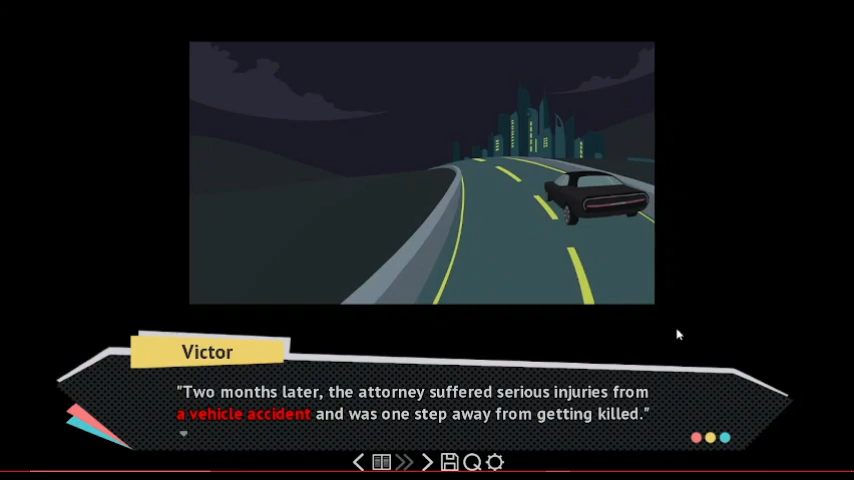 Victor
"Two months later, the attorney suffered serious injuries from
a vehicle accident and was one step away from getting killed."